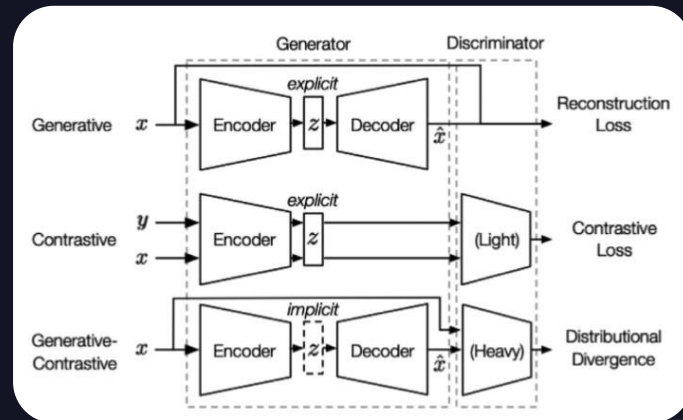 Generator
Discriminator
explicit
Generative x Encoder z Decoder x̂ Reconstruction
Loss
explicit
y
Contrastive Encoder z (Light) Contrastive
Loss
x
implicit
Generative-
Contrastive x Encoder z Decoder x̂ (Heavy) Distributional
Divergence